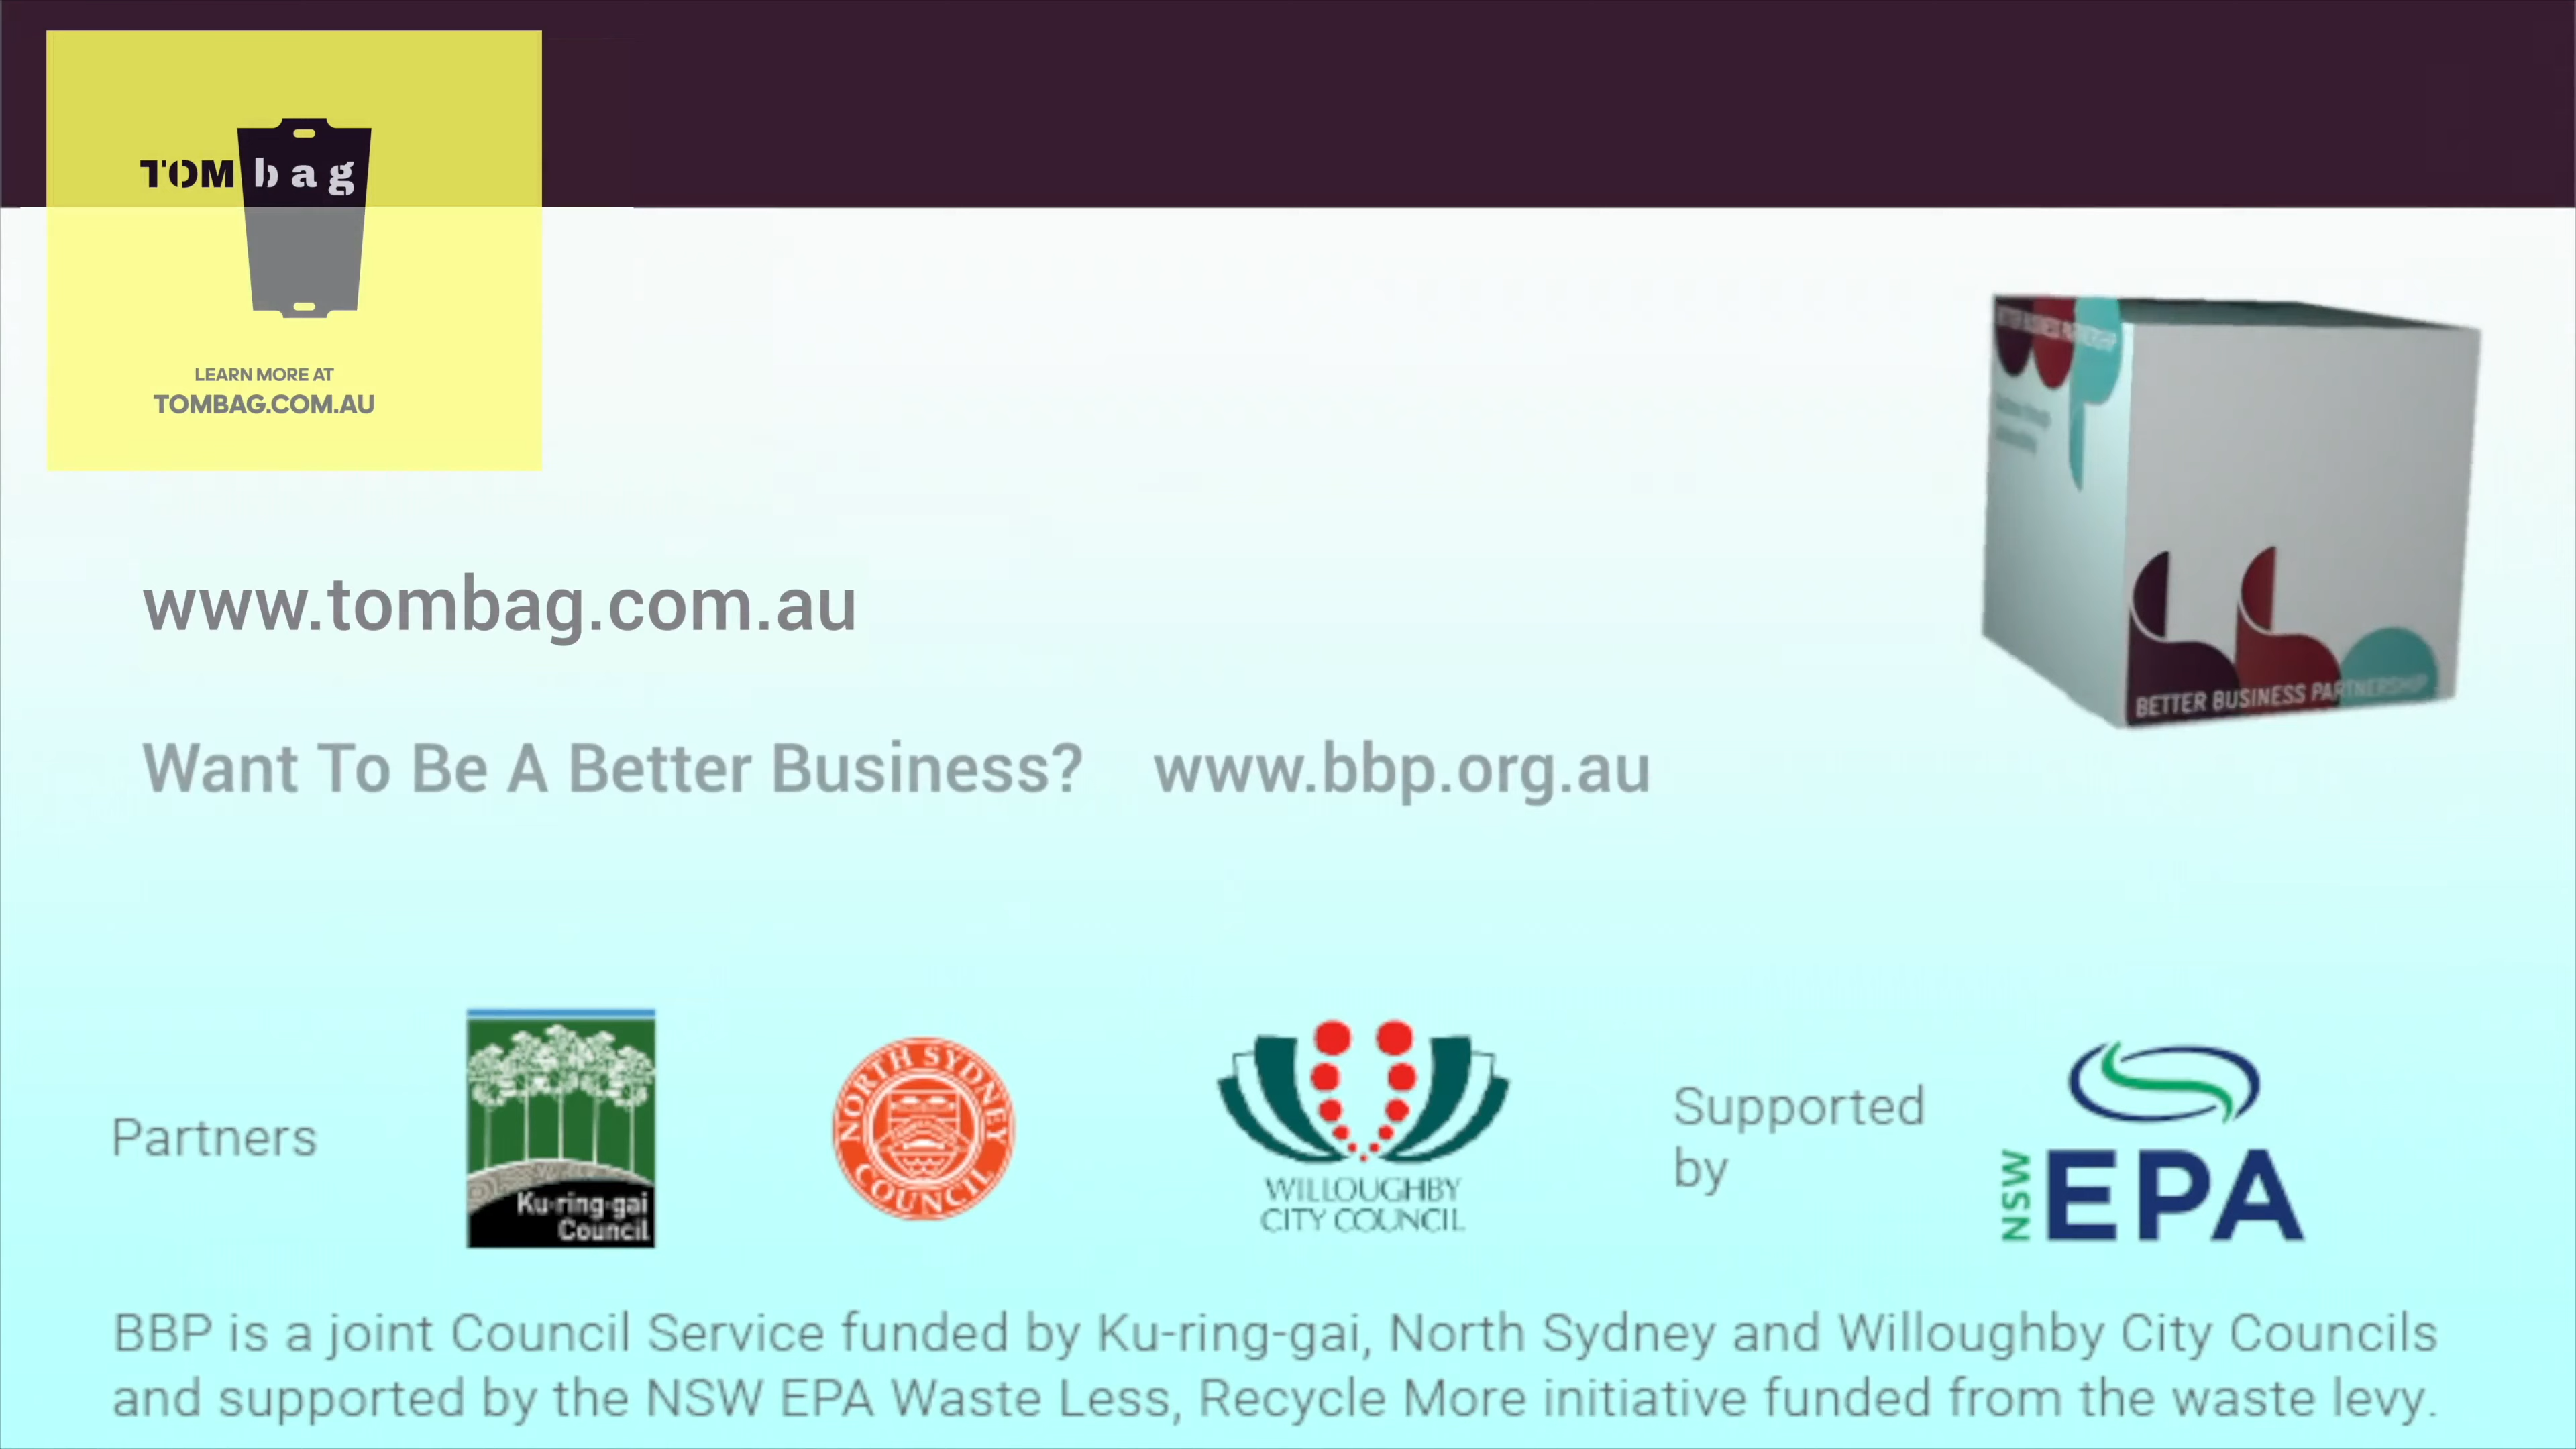 TOM bag
LEARN MORE AT
TOMBAG.COM.AU
BETTER BUSINESS PARTNERSHIP
BETTER BUSINESS PARTNERSHIP
www.tombag.com.au
Want To Be A Better Business? www.bbp.org.au
Partners
Ku-ring-gai
Council
NORTH SYDNEY
COUNCIL
WILLOUGHBY
CITY COUNCIL
Supported
by
NSW EPA
BBP is a joint Council Service funded by Ku-ring-gai, North Sydney and Willoughby City Councils
and supported by the NSW EPA Waste Less, Recycle More initiative funded from the waste levy.